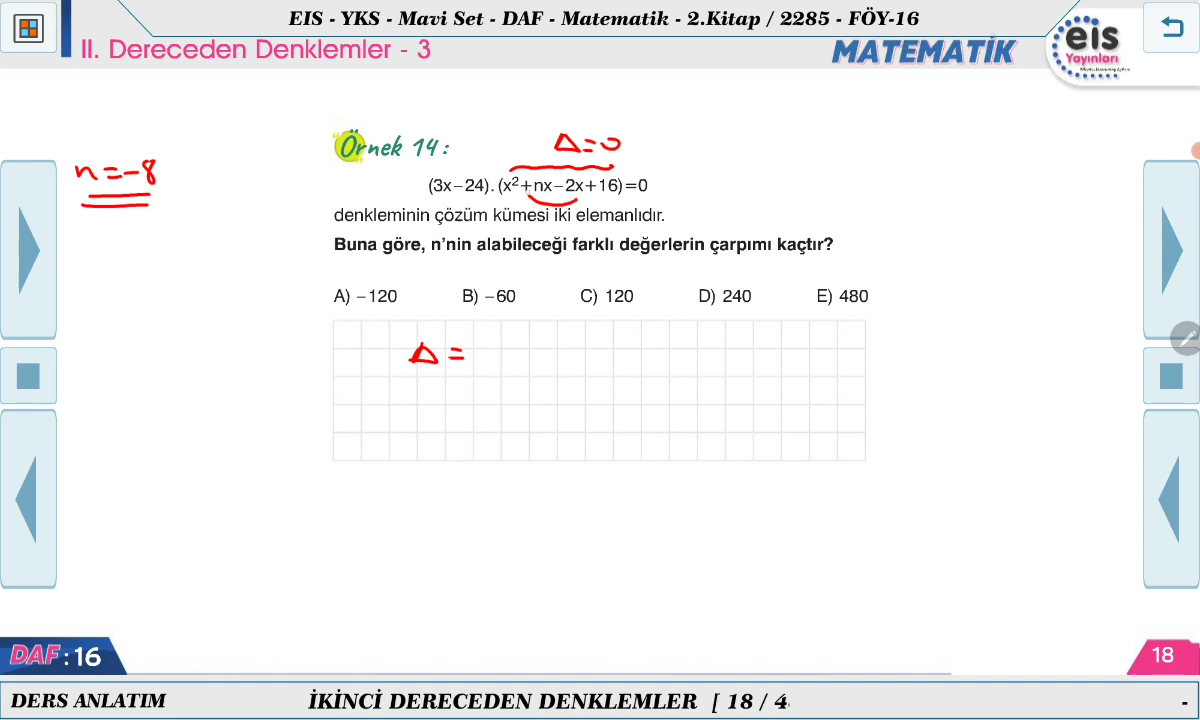 EIS - YKS - Mavi Set - DAF - Matematik - 2.Kitap / 2285 - FÖY-16
II. Dereceden Denklemler - 3
MATEMATİK
eis
Yayınları
Örnek 14 :
Δ=0
n=-8
(3x–24).(x²+nx–2x+16)=0
denkleminin çözüm kümesi iki elemanlıdır.
Buna göre, n’nin alabileceği farklı değerlerin çarpımı kaçtır?
A) –120 B) –60 C) 120 D) 240 E) 480
Δ =
DAF : 16
18
DERS ANLATIM İKİNCİ DERECEDEN DENKLEMLER [ 18 / 4 -